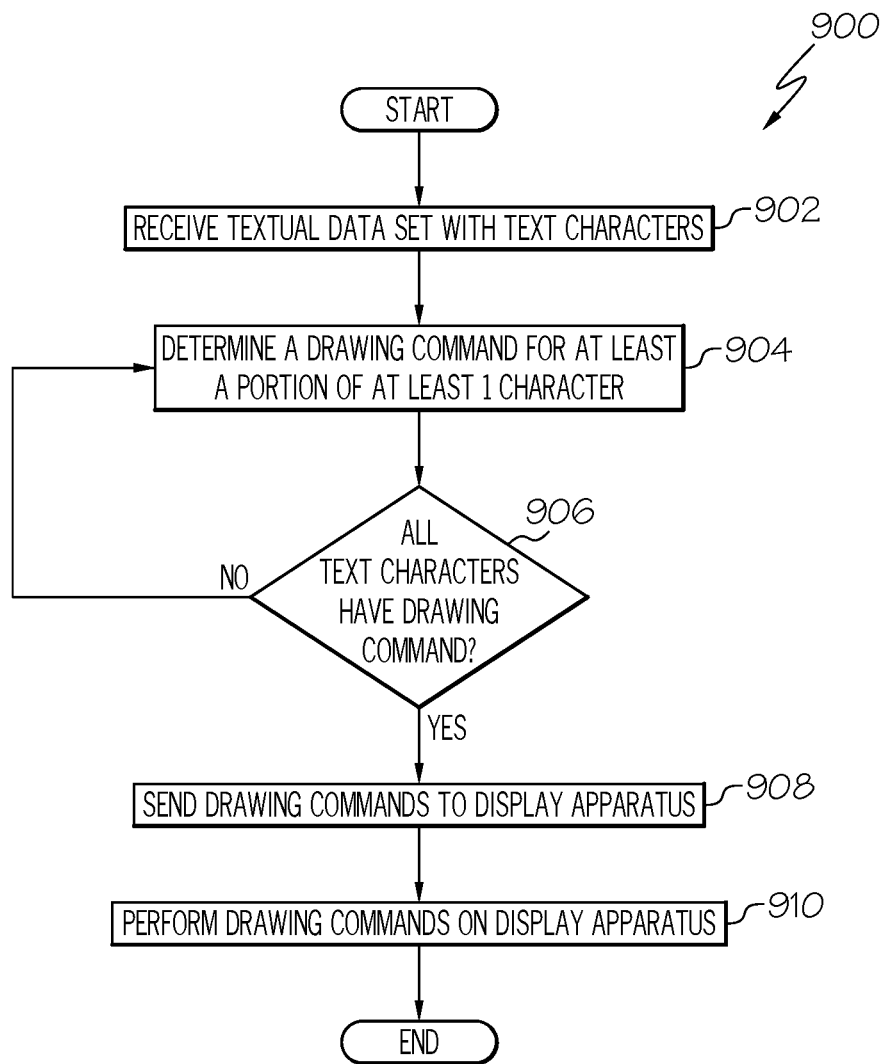 900
START
RECEIVE TEXTUAL DATA SET WITH TEXT CHARACTERS
902
DETERMINE A DRAWING COMMAND FOR AT LEAST
A PORTION OF AT LEAST 1 CHARACTER
904
906
ALL
TEXT CHARACTERS
HAVE DRAWING
COMMAND?
NO
YES
SEND DRAWING COMMANDS TO DISPLAY APPARATUS
908
PERFORM DRAWING COMMANDS ON DISPLAY APPARATUS
910
END